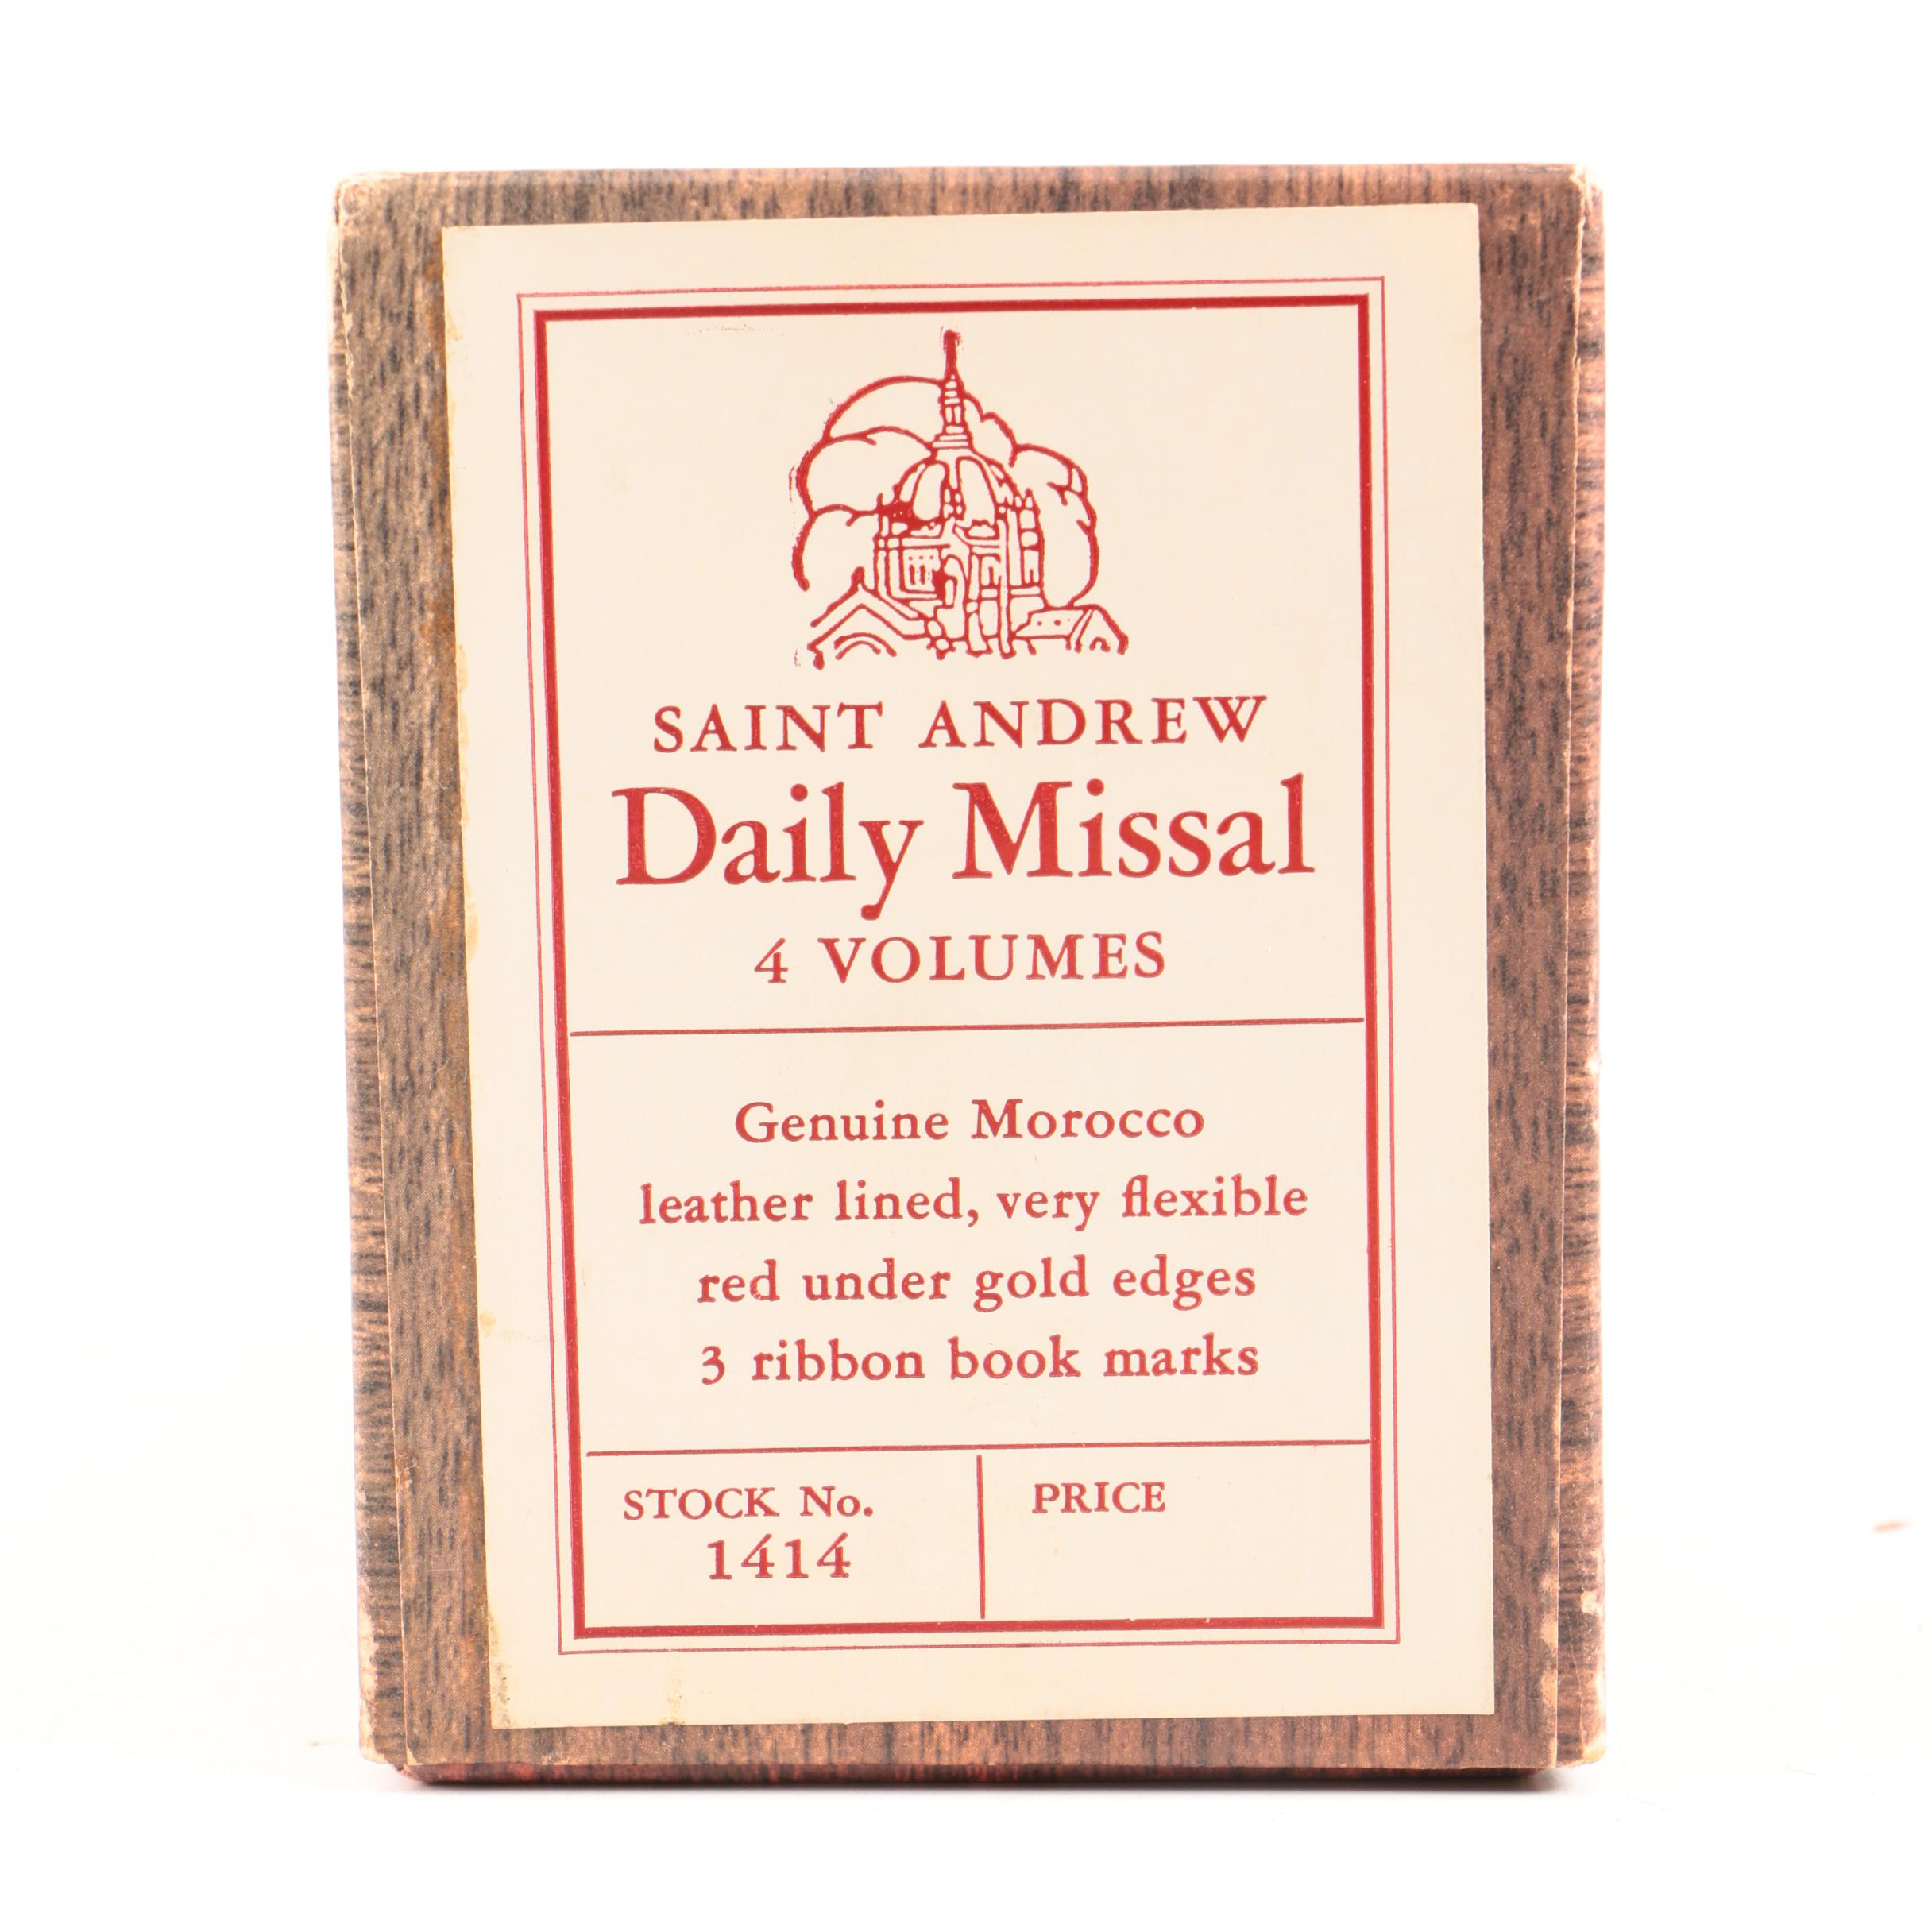 SAINT ANDREW
Daily Missal
4 VOLUMES
Genuine Morocco
leather lined, very flexible
red under gold edges
3 ribbon book marks
STOCK No.
1414
PRICE